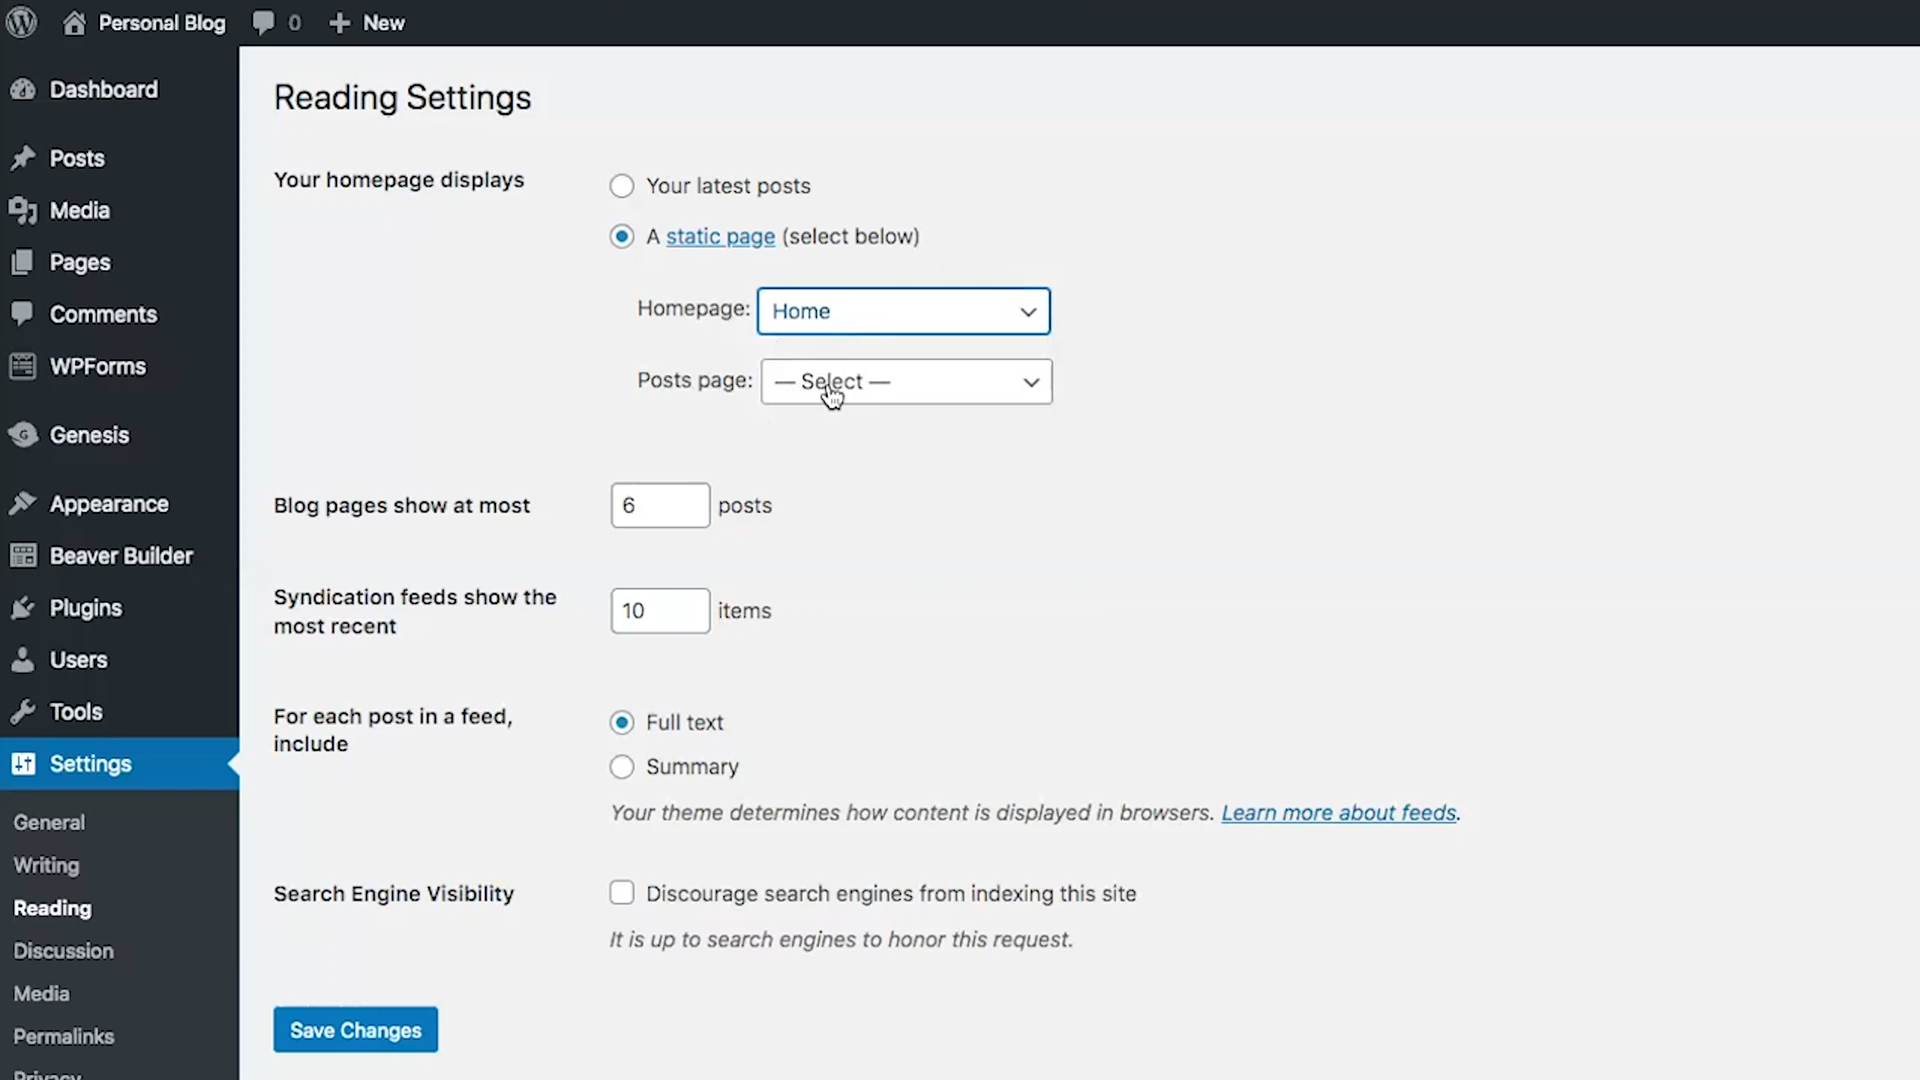 Personal Blog 0 New
Dashboard
Posts
Media
Pages
Comments
WPForms
Genesis
Appearance
Beaver Builder
Plugins
Users
Tools
Settings
General
Writing
Reading
Discussion
Media
Permalinks
Privacy
Reading Settings
Your homepage displays
Your latest posts
A static page (select below)
Homepage: Home
Posts page: — Select —
Blog pages show at most 6 posts
Syndication feeds show the
most recent
10 items
For each post in a feed,
include
Full text
Summary
Your theme determines how content is displayed in browsers. Learn more about feeds.
Search Engine Visibility
Discourage search engines from indexing this site
It is up to search engines to honor this request.
Save Changes